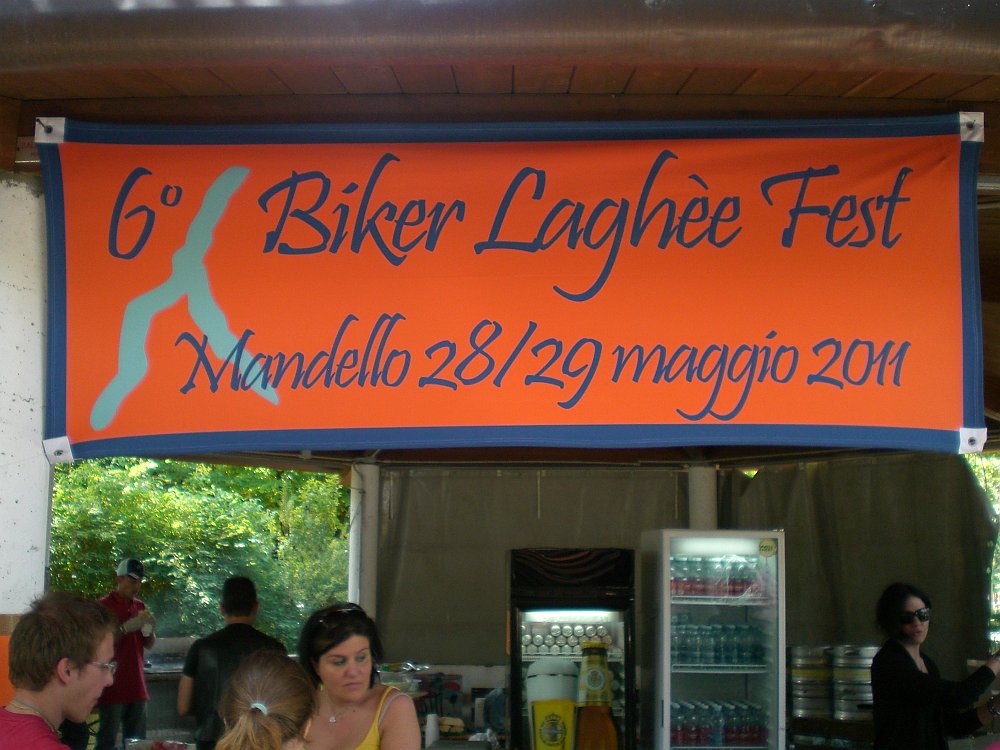 6° Biker Laghèe Fest
Mandello 28/29 maggio 2011